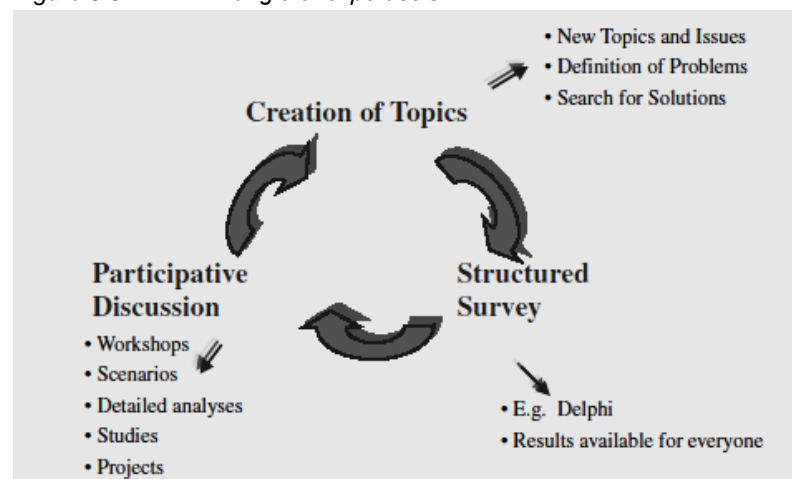 • New Topics and Issues
• Definition of Problems
• Search for Solutions
Creation of Topics
Participative
Discussion
• Workshops
• Scenarios
• Detailed analyses
• Studies
• Projects
Structured
Survey
• E.g. Delphi
• Results available for everyone